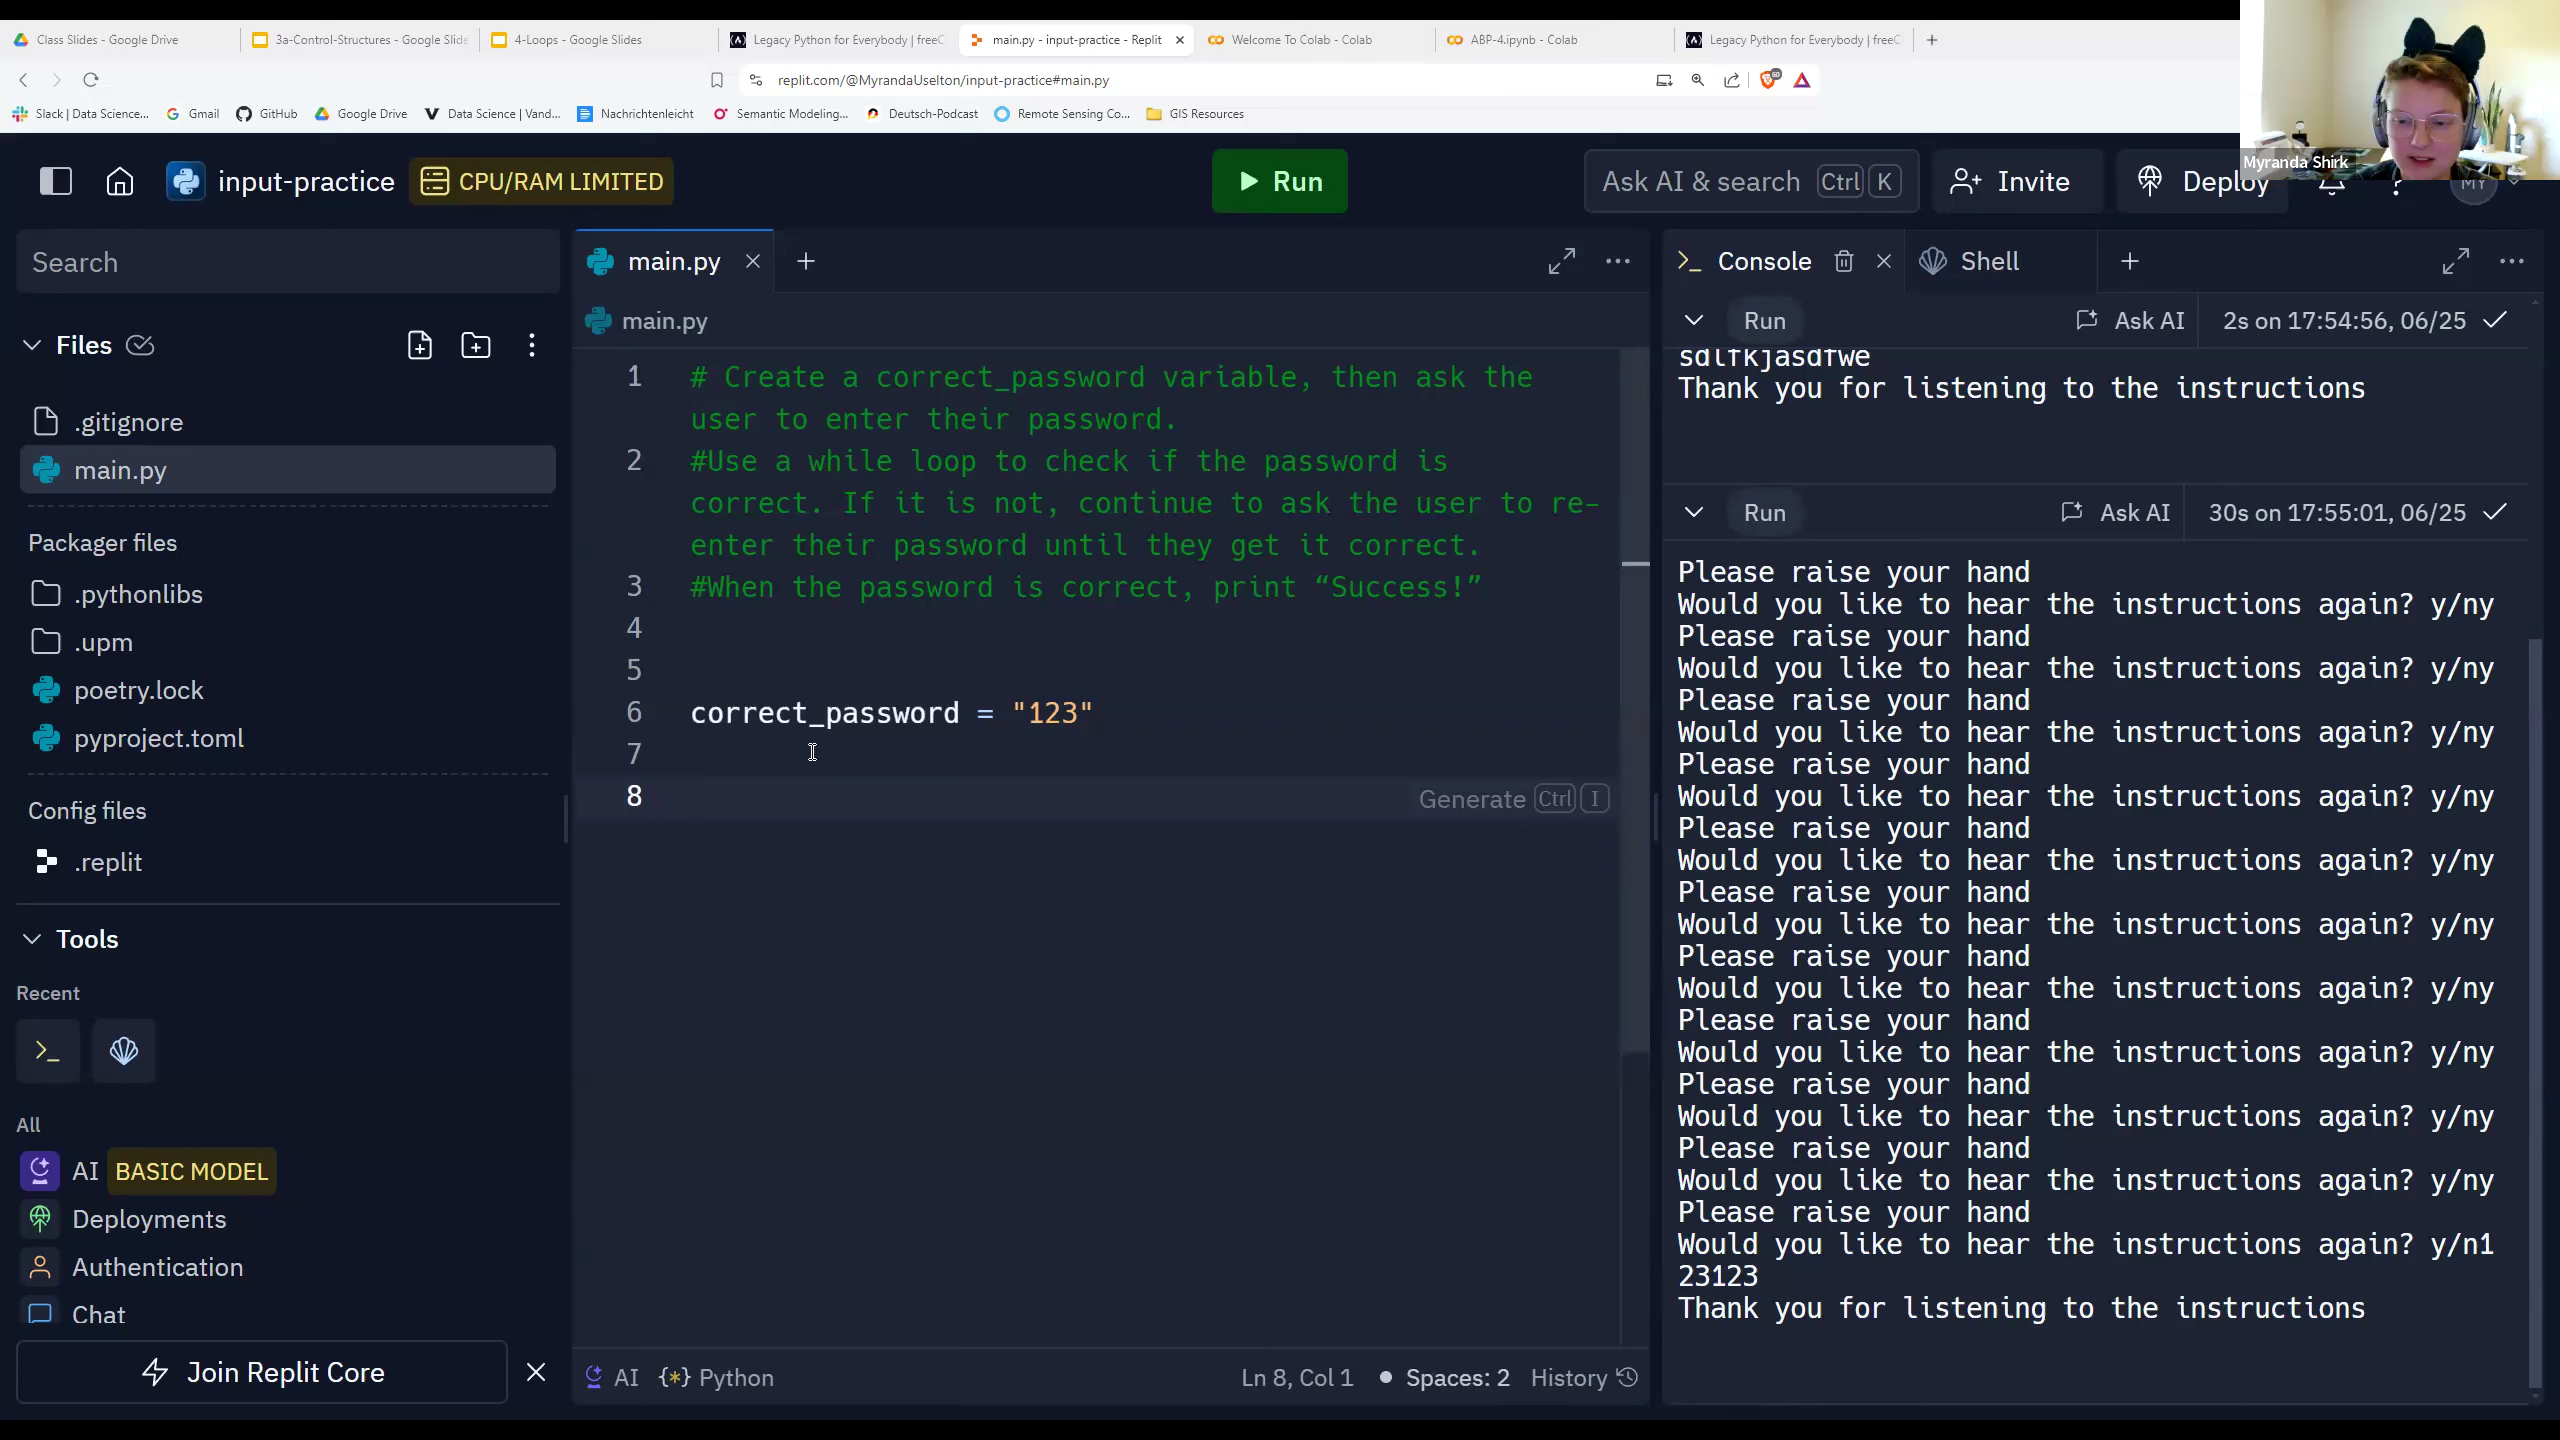 Class Slides - Google Drive
3a-Control-Structures - Google Slide
4-Loops - Google Slides
Legacy Python for Everybody | freeC
main.py - input-practice - Replit
Welcome To Colab - Colab
ABP-4.ipynb - Colab
Legacy Python for Everybody | freeC
replit.com/@MyrandaUselton/input-practice#main.py
Slack | Data Science...
Gmail
GitHub
Google Drive
Data Science | Vand...
Nachrichtenleicht
Semantic Modeling...
Deutsch-Podcast
Remote Sensing Co...
GIS Resources
Myranda Shirk
input-practice
CPU/RAM LIMITED
Run
Ask AI & search Ctrl K
Invite
Deploy
MY
Search
Files
.gitignore
main.py
Packager files
.pythonlibs
.upm
poetry.lock
pyproject.toml
Config files
.replit
Tools
Recent
All
AI BASIC MODEL
Deployments
Authentication
Chat
Join Replit Core
main.py
main.py
1 # Create a correct_password variable, then ask the
user to enter their password.
2 #Use a while loop to check if the password is
correct. If it is not, continue to ask the user to re-
enter their password until they get it correct.
3 #When the password is correct, print “Success!”
4
5
6 correct_password = "123"
7
8 Generate Ctrl I
AI
Python
Ln 8, Col 1
Spaces: 2
History
Console
Shell
Run Ask AI 2s on 17:54:56, 06/25
sdlfkjasdfwe
Thank you for listening to the instructions
Run Ask AI 30s on 17:55:01, 06/25
Please raise your hand
Would you like to hear the instructions again? y/ny
Please raise your hand
Would you like to hear the instructions again? y/ny
Please raise your hand
Would you like to hear the instructions again? y/ny
Please raise your hand
Would you like to hear the instructions again? y/ny
Please raise your hand
Would you like to hear the instructions again? y/ny
Please raise your hand
Would you like to hear the instructions again? y/ny
Please raise your hand
Would you like to hear the instructions again? y/ny
Please raise your hand
Would you like to hear the instructions again? y/ny
Please raise your hand
Would you like to hear the instructions again? y/ny
Please raise your hand
Would you like to hear the instructions again? y/ny
Please raise your hand
Would you like to hear the instructions again? y/n1
23123
Thank you for listening to the instructions